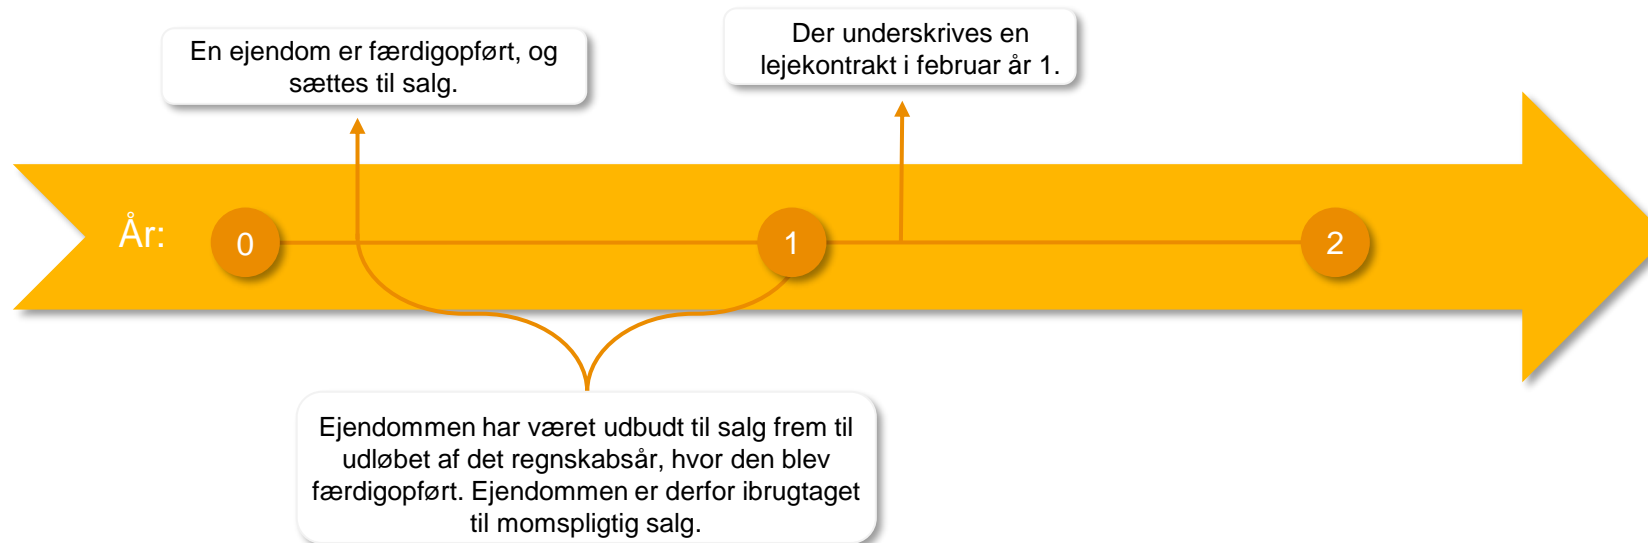 En ejendom er færdigopført, og
sættes til salg.
Der underskrives en
lejekontrakt i februar år 1.
År:
0
1
2
Ejendommen har været udbudt til salg frem til
udløbet af det regnskabsår, hvor den blev
færdigopført. Ejendommen er derfor ibrugtaget
til momspligtig salg.